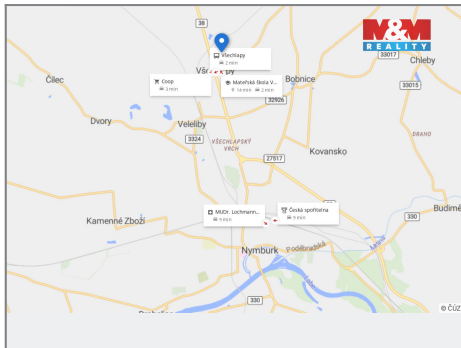 38
M&M
REALITY
Všechlapy
2 min
33017
Chleby
Čilec
Coop
3 min
Mateřská škola V...
14 min 2 min
Bobnice
33015
32926
Dvory
Veleliby
3324
VŠECHLAPSKÝ
VRCH
DRAHO
Kovansko
27517
MUDr. Lochmann...
9 min
Česká spořitelna
9 min
Budimě
330
Kamenné Zboží
Nymburk
poděbradská
330
© ČÚZ